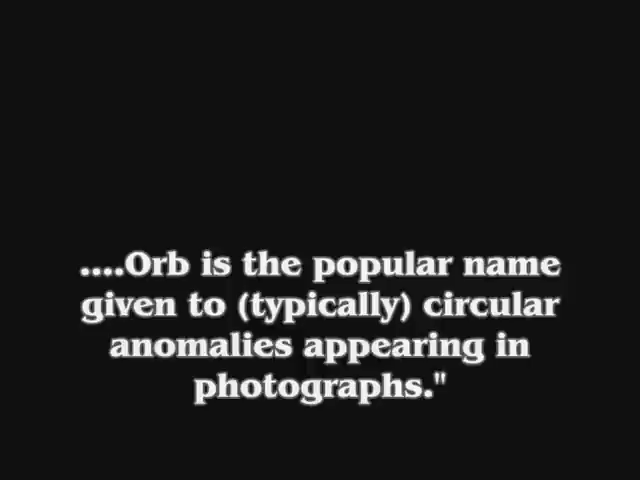 ....Orb is the popular name
given to (typically) circular
anomalies appearing in
photographs."